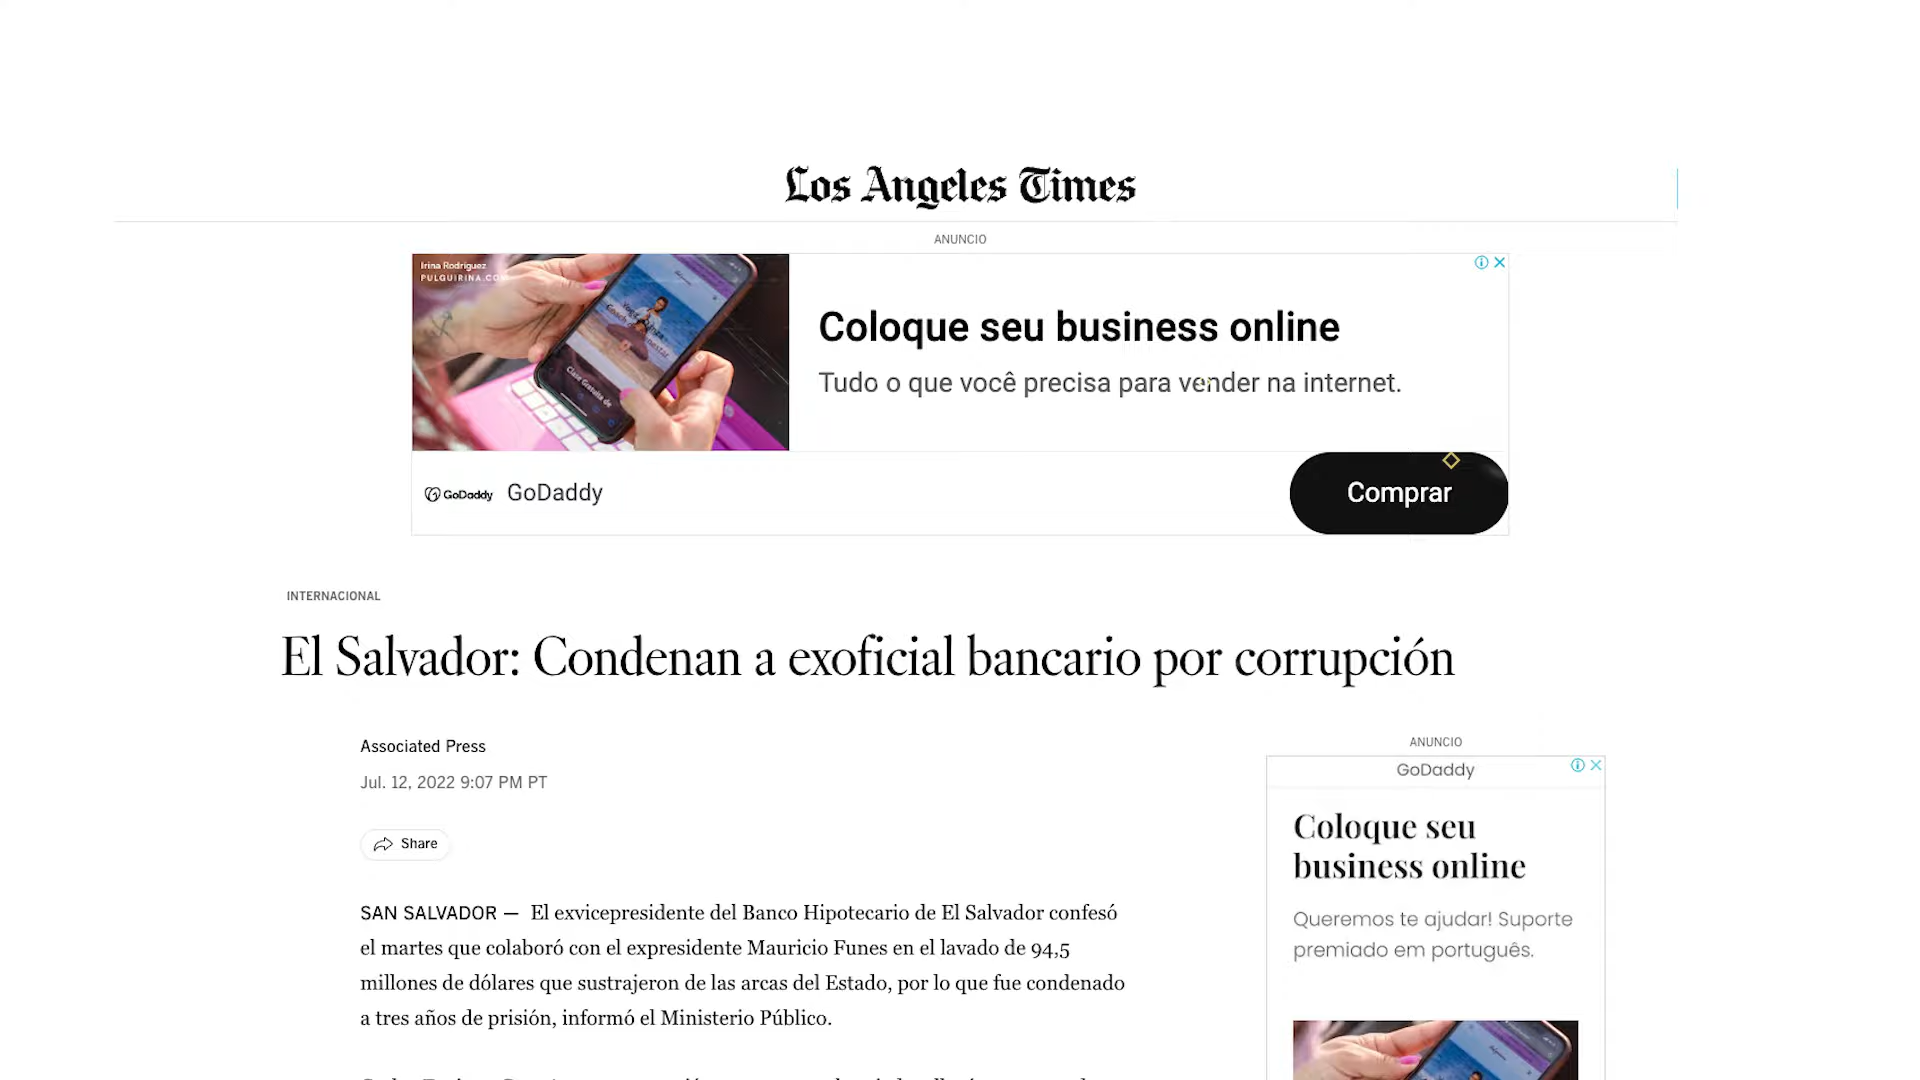 Los Angeles Times
ANUNCIO
Irina Rodriguez
PULGUIRINA.COM
Coloque seu business online
Tudo o que você precisa para vender na internet.
GoDaddy GoDaddy
Comprar
INTERNACIONAL
El Salvador: Condenan a exoficial bancario por corrupción
Associated Press
Jul. 12, 2022 9:07 PM PT
Share
SAN SALVADOR — El exvicepresidente del Banco Hipotecario de El Salvador confesó
el martes que colaboró con el expresidente Mauricio Funes en el lavado de 94,5
millones de dólares que sustrajeron de las arcas del Estado, por lo que fue condenado
a tres años de prisión, informó el Ministerio Público.
ANUNCIO
GoDaddy
Coloque seu
business online
Queremos te ajudar! Suporte
premiado em português.